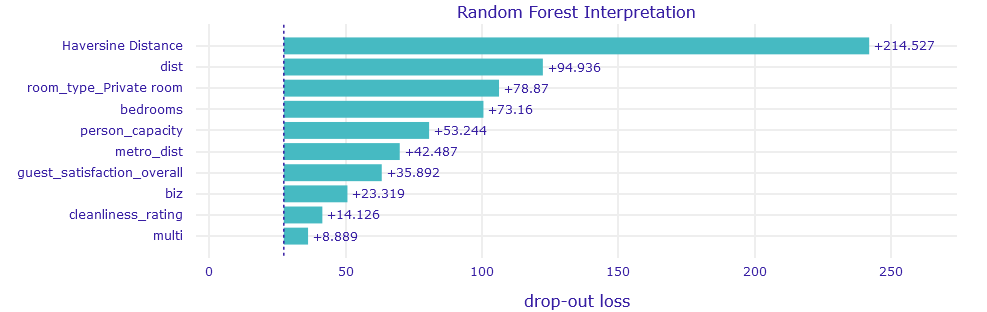 Random Forest Interpretation
Haversine Distance +214.527
dist +94.936
room_type_Private room +78.87
bedrooms +73.16
person_capacity +53.244
metro_dist +42.487
guest_satisfaction_overall +35.892
biz +23.319
cleanliness_rating +14.126
multi +8.889
0 50 100 150 200 250
drop-out loss